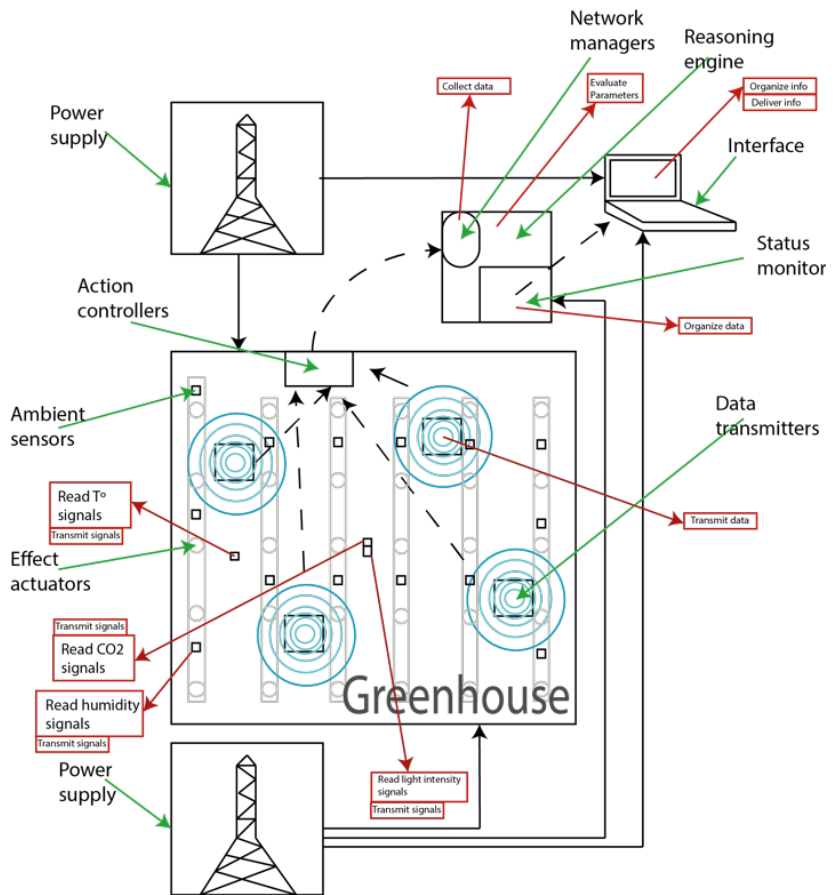 Network
managers
Reasoning
engine
Collect data
Evaluate
Parameters
Organize info
Deliver info
Power
supply
Interface
Status
monitor
Action
controllers
Organize data
Ambient
sensors
Data
transmitters
Read Tº
signals
Transmit signals
Transmit data
Effect
actuators
Transmit signals
Read CO2
signals
Read humidity
signals
Transmit signals
Greenhouse
Power
supply
Read light intensity
signals
Transmit signals